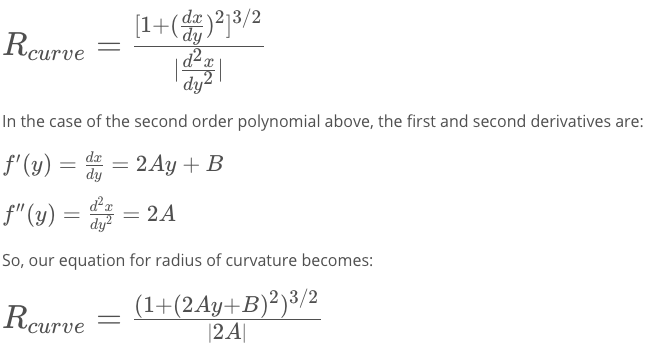 R_{curve} = \frac{[1+(\frac{dx}{dy})^2]^{3/2}}{|\frac{d^2x}{dy^2}|}
In the case of the second order polynomial above, the first and second derivatives are:
f'(y) = \frac{dx}{dy} = 2Ay + B
f''(y) = \frac{d^2x}{dy^2} = 2A
So, our equation for radius of curvature becomes:
R_{curve} = \frac{(1+(2Ay+B)^2)^{3/2}}{|2A|}